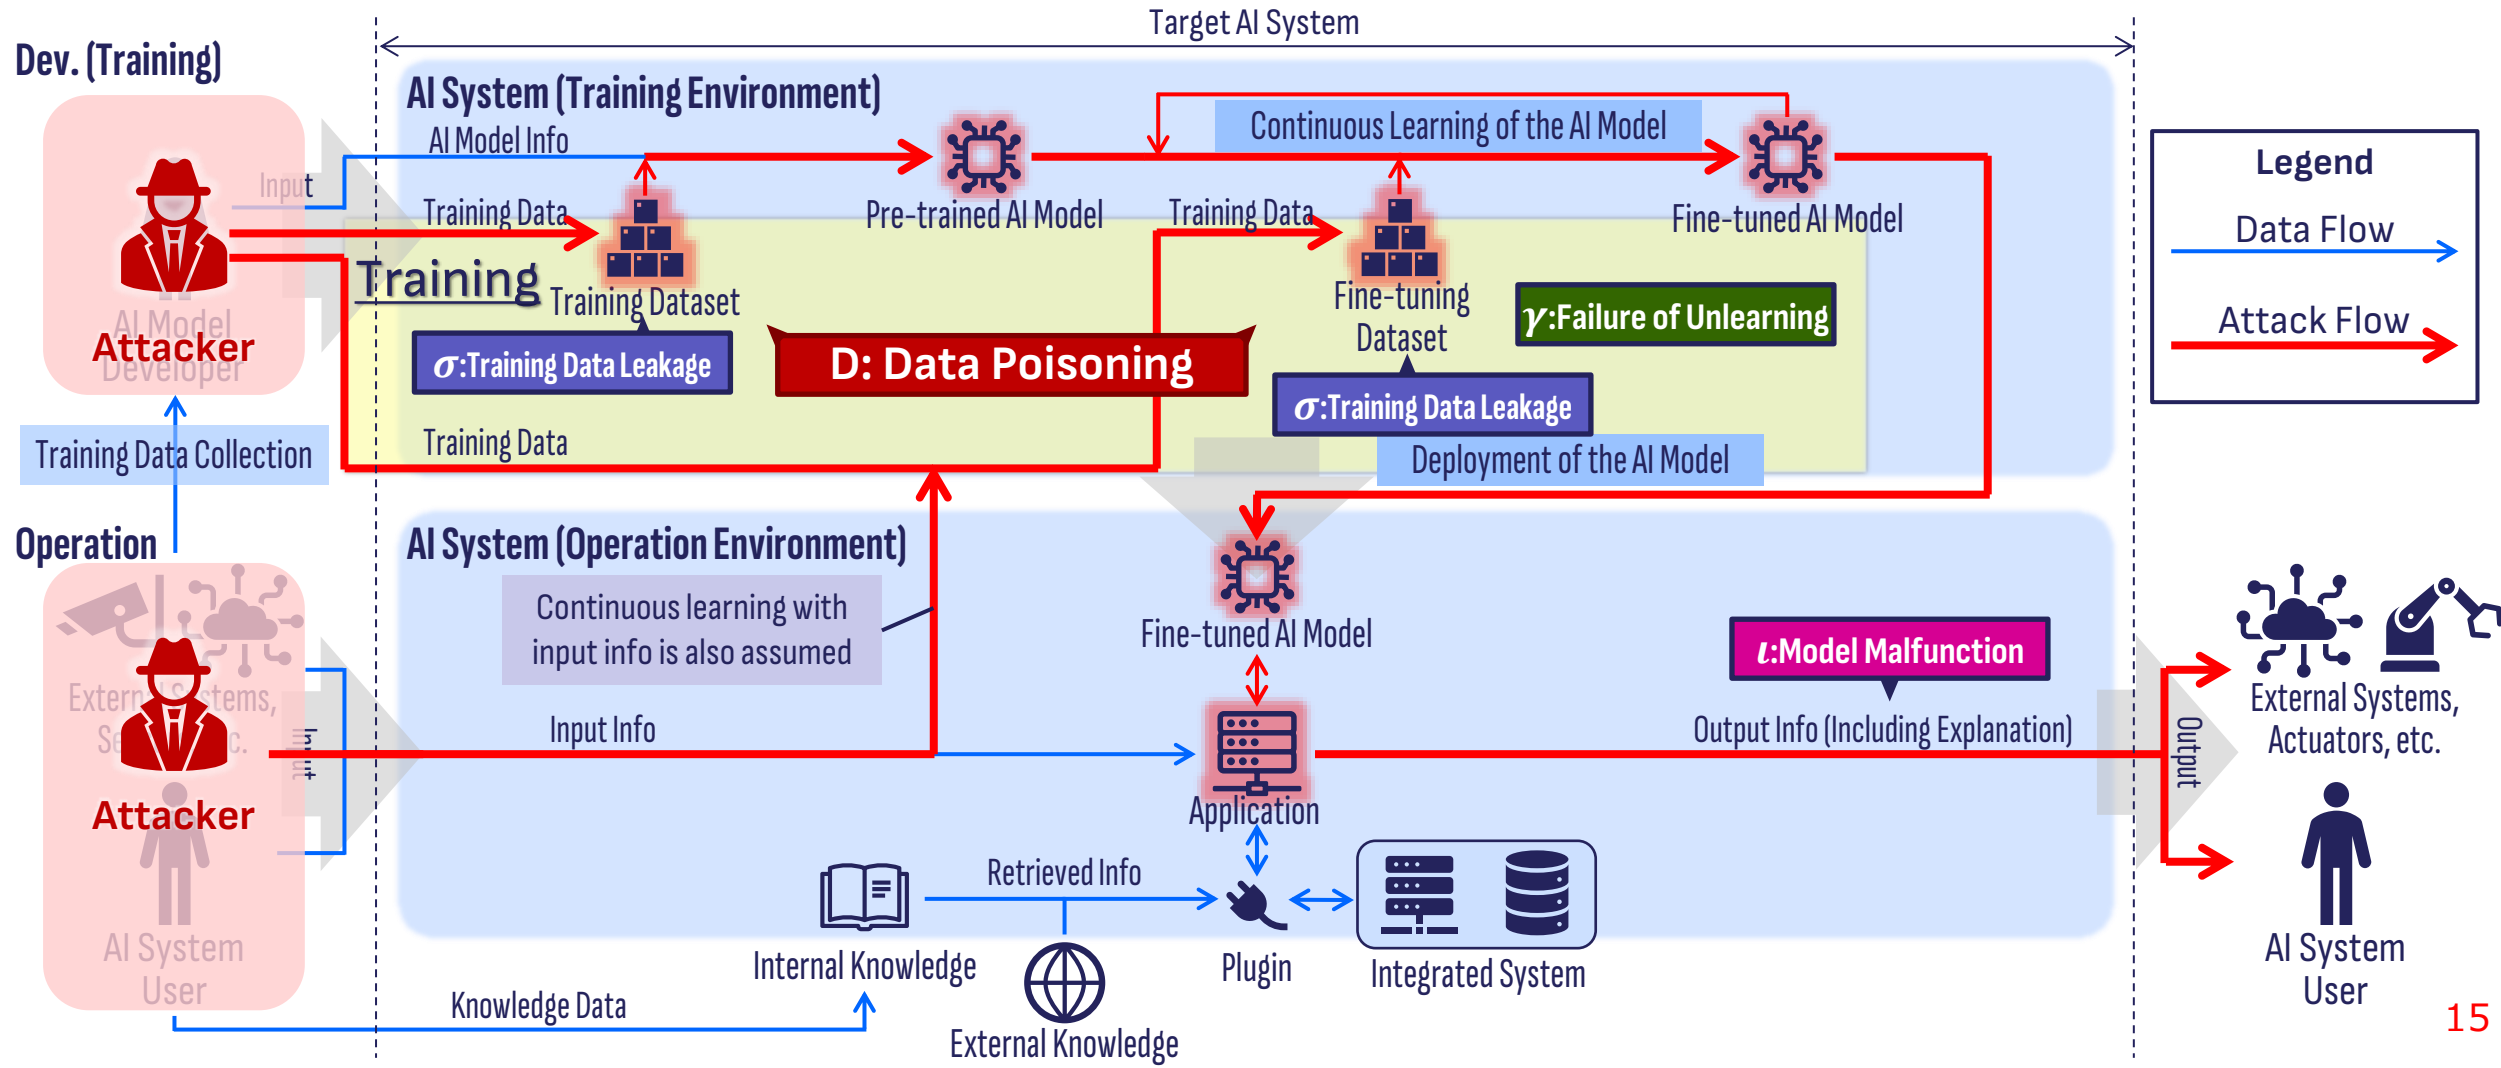 Target AI System
Dev. (Training)
AI System (Training Environment)
AI Model Info
Continuous Learning of the AI Model
Input
Training Data
Pre-trained AI Model
Training Data
Fine-tuned AI Model
Training
Training Dataset
Fine-tuning
Dataset
AI Model
Developer
Attacker
σ:Training Data Leakage
D: Data Poisoning
γ:Failure of Unlearning
σ:Training Data Leakage
Training Data Collection
Training Data
Deployment of the AI Model
Legend
Data Flow
Attack Flow
Operation
AI System (Operation Environment)
Continuous learning with
input info is also assumed
Fine-tuned AI Model
ι:Model Malfunction
External Systems,
Input
Input Info
Output Info (Including Explanation)
Output
External Systems,
Actuators, etc.
Attacker
Application
Retrieved Info
AI System
User
Internal Knowledge
Plugin
Integrated System
AI System
User
Knowledge Data
External Knowledge
15